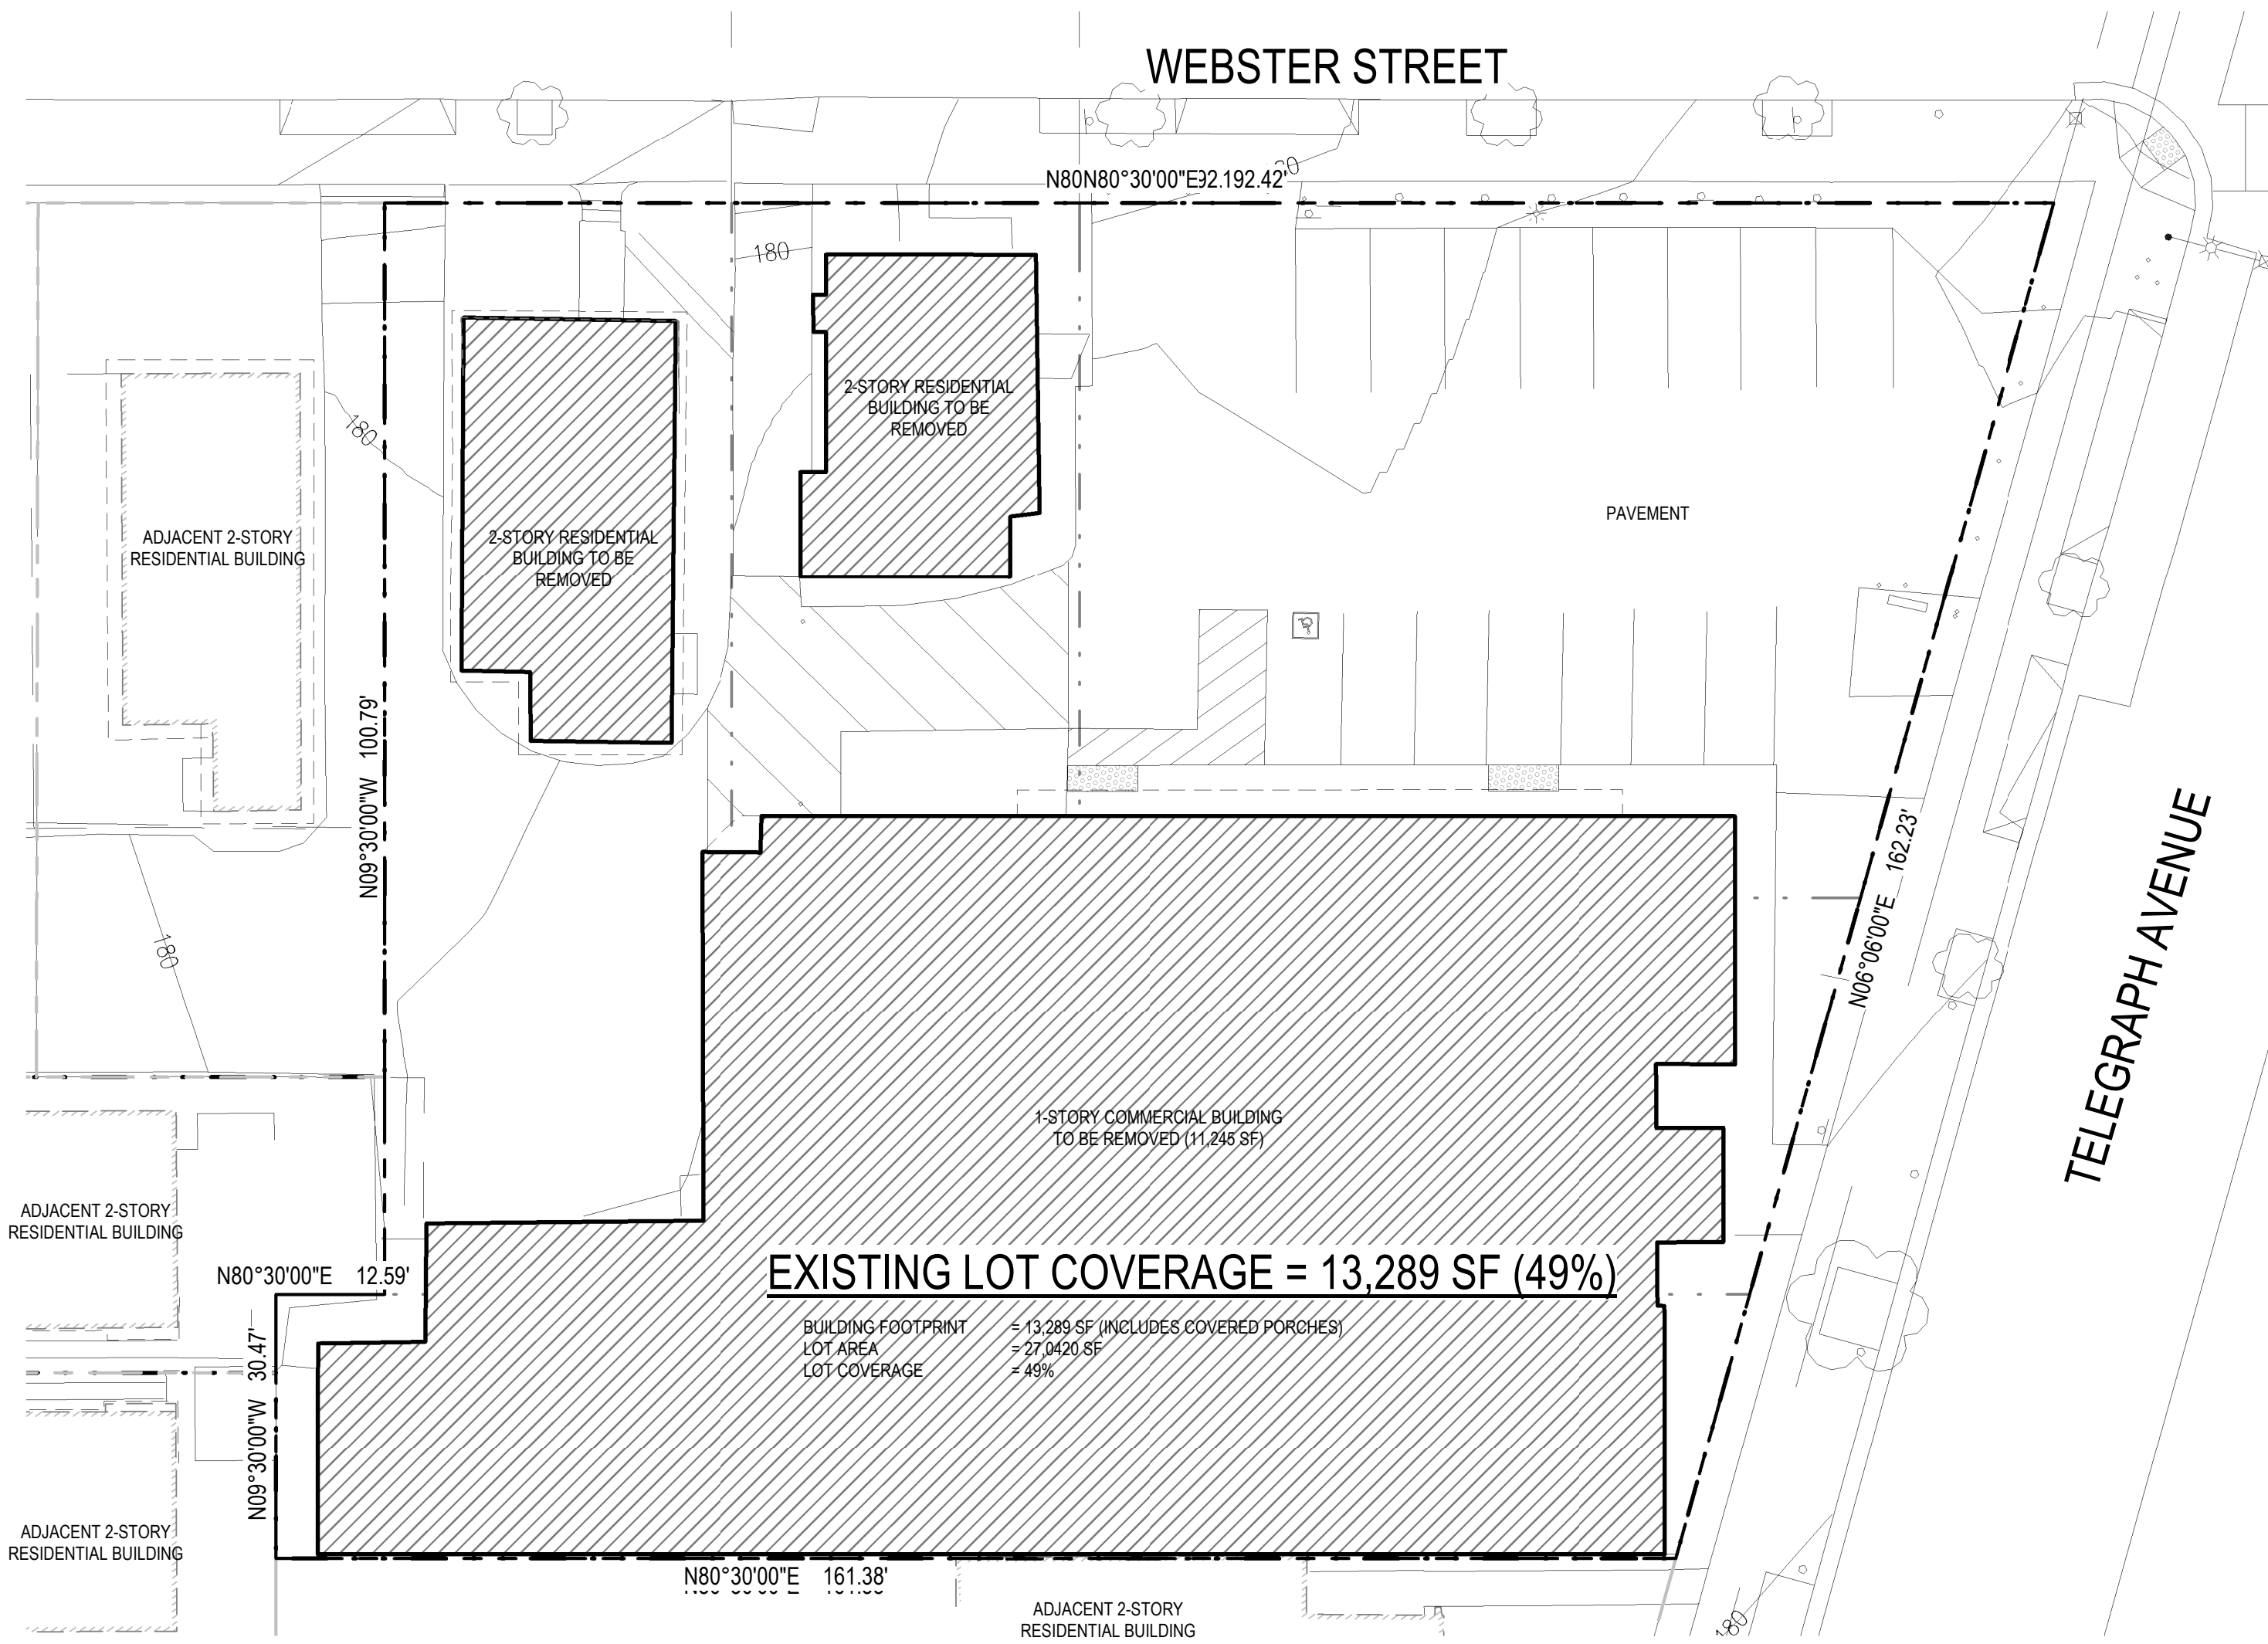 WEBSTER STREET
N80°30'00"E
92.42'
180
2-STORY RESIDENTIAL
BUILDING TO BE
REMOVED
180
PAVEMENT
ADJACENT 2-STORY
RESIDENTIAL BUILDING
2-STORY RESIDENTIAL
BUILDING TO BE
REMOVED
N09°30'00"W 100.79'
N06°06'00"E 162.23'
TELEGRAPH AVENUE
180
1-STORY COMMERCIAL BUILDING
TO BE REMOVED (11,245 SF)
ADJACENT 2-STORY
RESIDENTIAL BUILDING
N80°30'00"E 12.59'
EXISTING LOT COVERAGE = 13,289 SF (49%)
BUILDING FOOTPRINT = 13,289 SF (INCLUDES COVERED PORCHES)
LOT AREA = 27,0420 SF
LOT COVERAGE = 49%
N09°30'00"W 30.47'
ADJACENT 2-STORY
RESIDENTIAL BUILDING
N80°30'00"E 161.38'
ADJACENT 2-STORY
RESIDENTIAL BUILDING
180